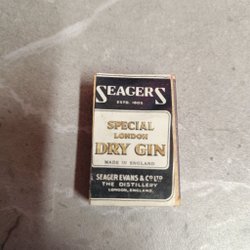 SEAGERS
ESTD. 1805
SPECIAL
LONDON
DRY GIN
MADE IN ENGLAND
SEAGER EVANS & CO LTD
THE DISTILLERY
LONDON, ENGLAND.